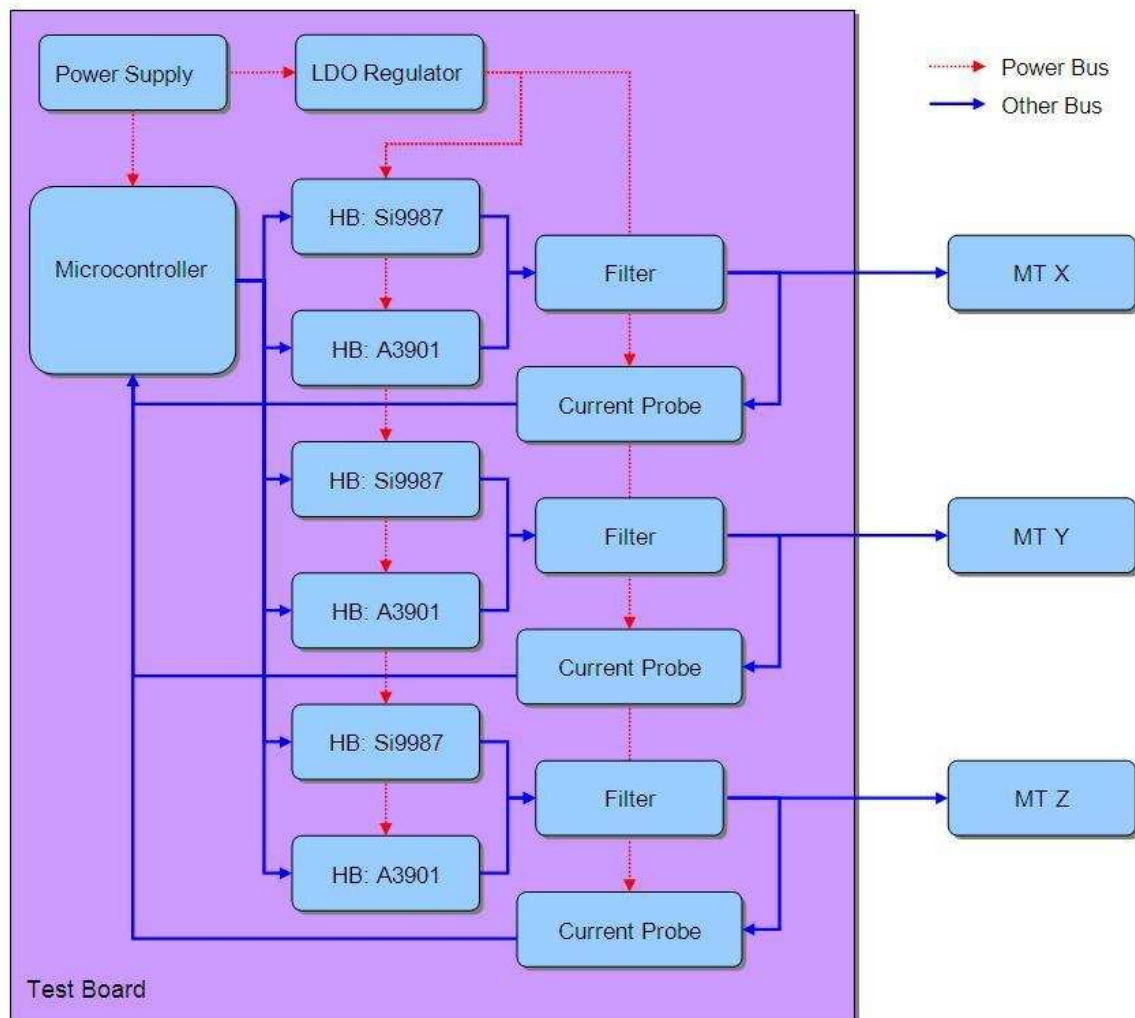 Power Supply
LDO Regulator
Power Bus
Other Bus
Microcontroller
HB: Si9987
HB: A3901
Filter
MT X
Current Probe
HB: Si9987
HB: A3901
Filter
MT Y
Current Probe
HB: Si9987
HB: A3901
Filter
MT Z
Current Probe
Test Board